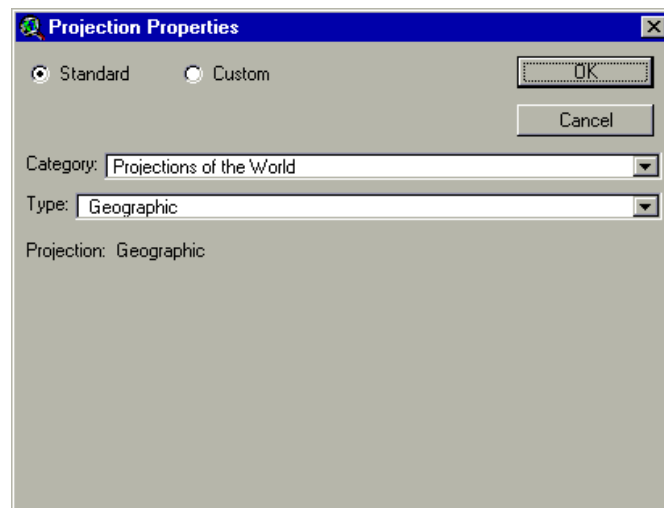 Projection Properties
Standard Custom OK
Cancel
Category: Projections of the World
Type: Geographic
Projection: Geographic